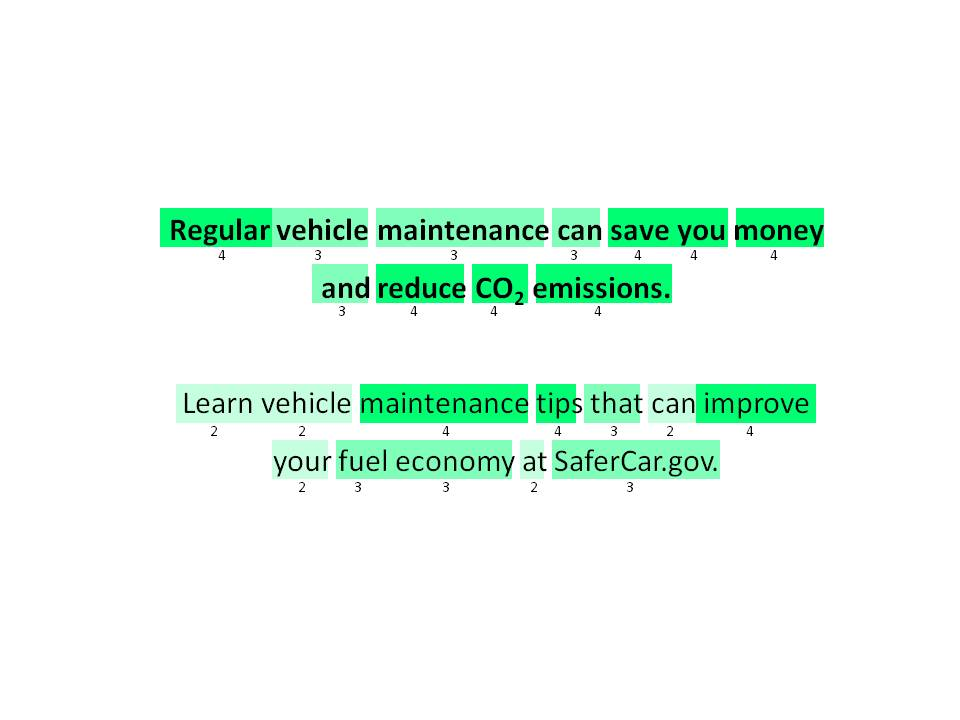 Regular vehicle maintenance can save you money
4 3 3 3 4 4 4
and reduce CO₂ emissions.
3 4 4 4
Learn vehicle maintenance tips that can improve
2 2 4 4 3 2 4
your fuel economy at SaferCar.gov.
2 3 3 2 3